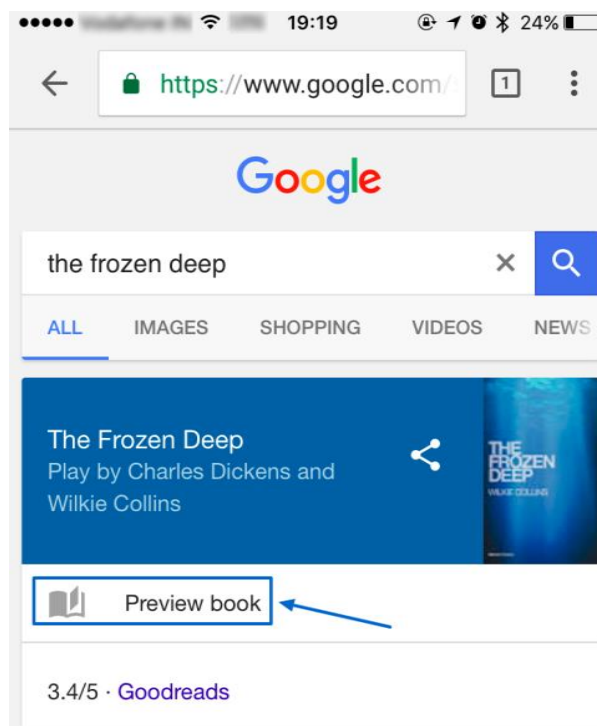 19:19 24%
https://www.google.com/ 1
Google
the frozen deep
ALL IMAGES SHOPPING VIDEOS NEWS
The Frozen Deep
Play by Charles Dickens and
Wilkie Collins
THE
FROZEN
DEEP
WILKIE COLLINS
Preview book
3.4/5 · Goodreads